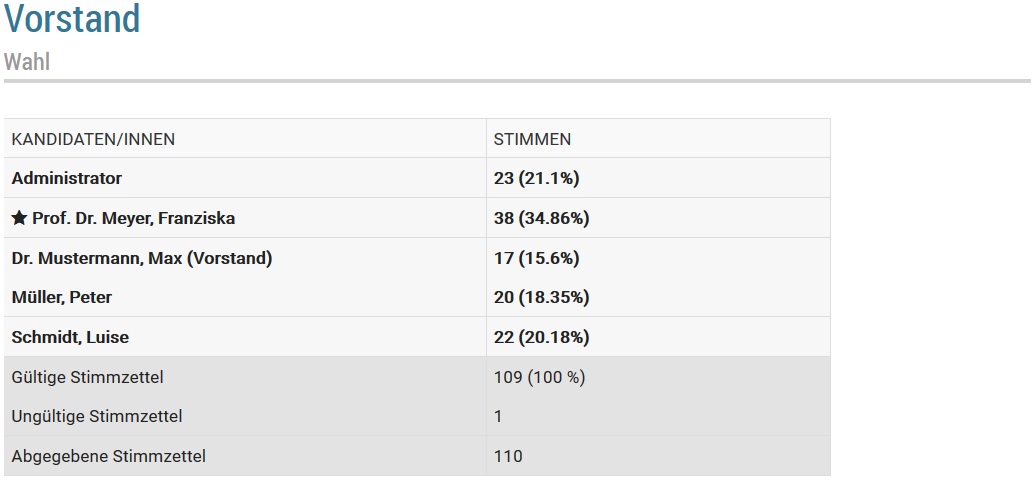 Vorstand
Wahl
KANDIDATEN/INNEN STIMMEN
Administrator 23 (21.1%)
★ Prof. Dr. Meyer, Franziska 38 (34.86%)
Dr. Mustermann, Max (Vorstand) 17 (15.6%)
Müller, Peter 20 (18.35%)
Schmidt, Luise 22 (20.18%)
Gültige Stimmzettel 109 (100 %)
Ungültige Stimmzettel 1
Abgegebene Stimmzettel 110